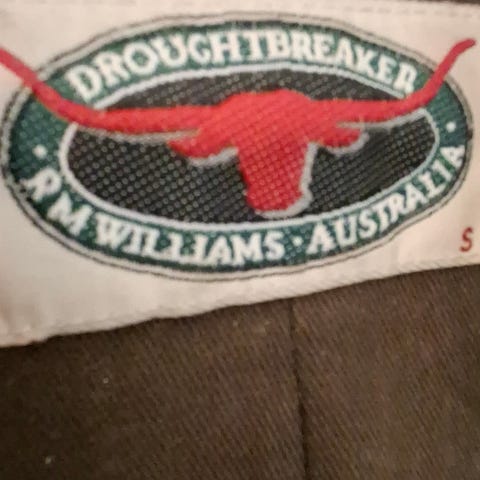 DROUGHTBREAKER
R M WILLIAMS · AUSTRALIA
S